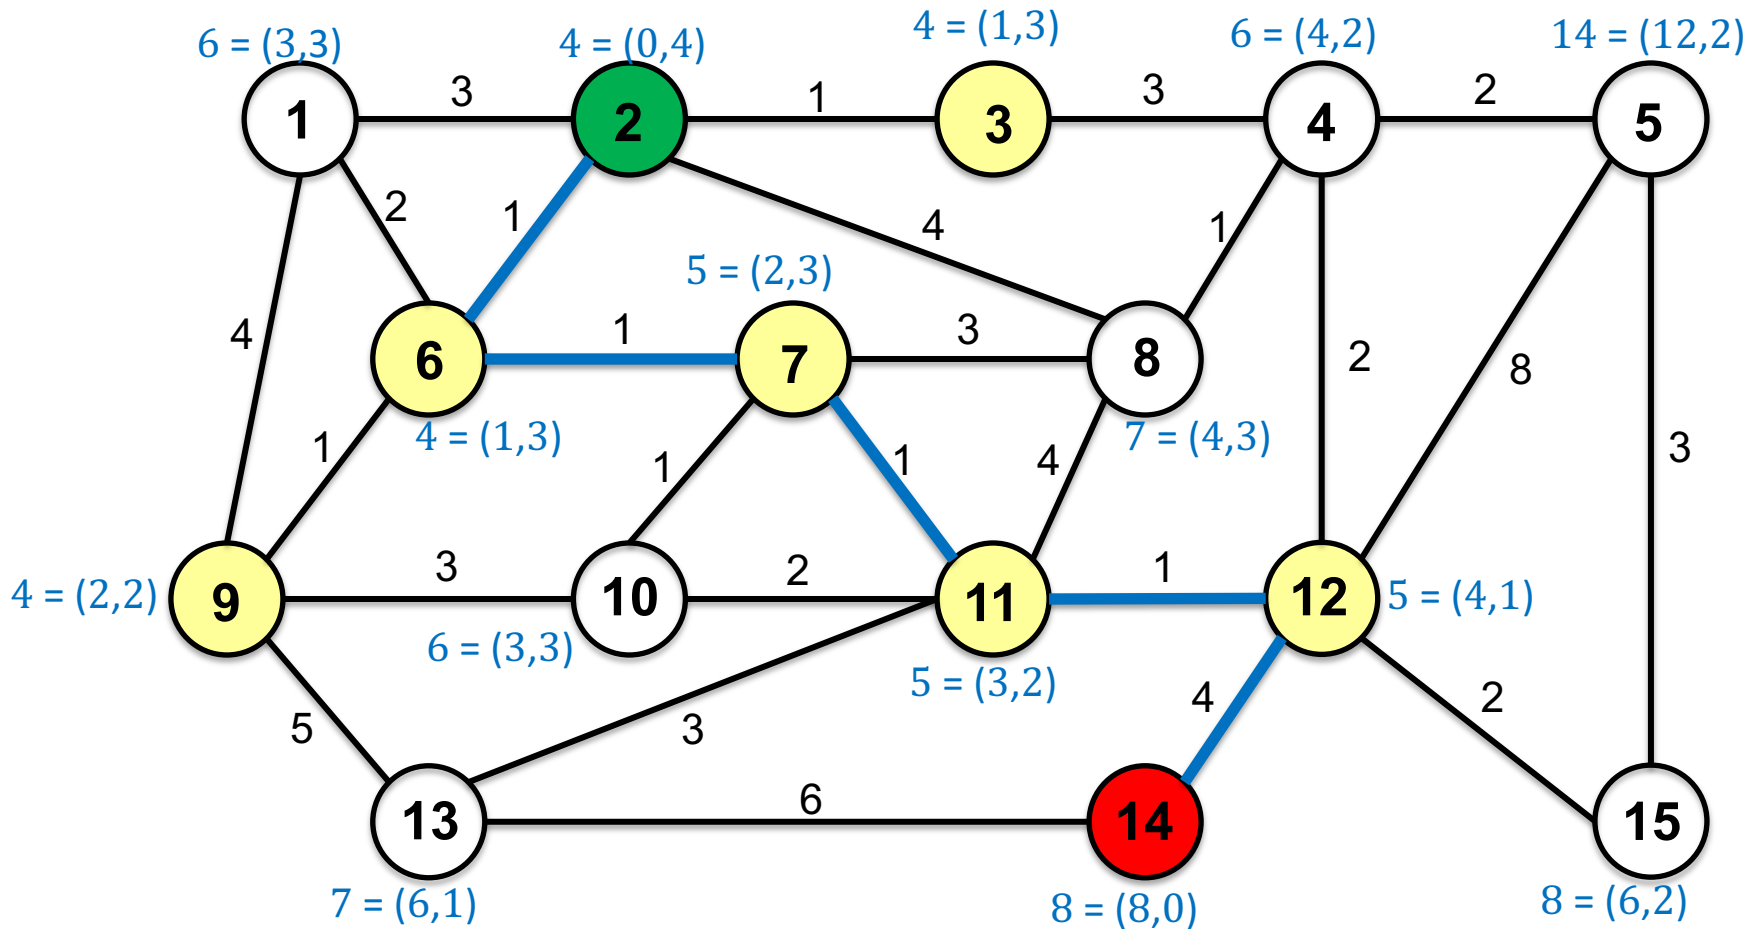 6 = (3,3)
4 = (0,4)
4 = (1,3)
6 = (4,2)
14 = (12,2)
1
3
2
1
3
3
4
2
5
2
1
4
1
5 = (2,3)
4
6
1
7
3
8
2
8
4 = (1,3)
7 = (4,3)
1
1
1
4
3
4 = (2,2)
9
3
10
2
11
1
12
5 = (4,1)
6 = (3,3)
5 = (3,2)
5
3
4
2
13
6
14
15
7 = (6,1)
8 = (8,0)
8 = (6,2)